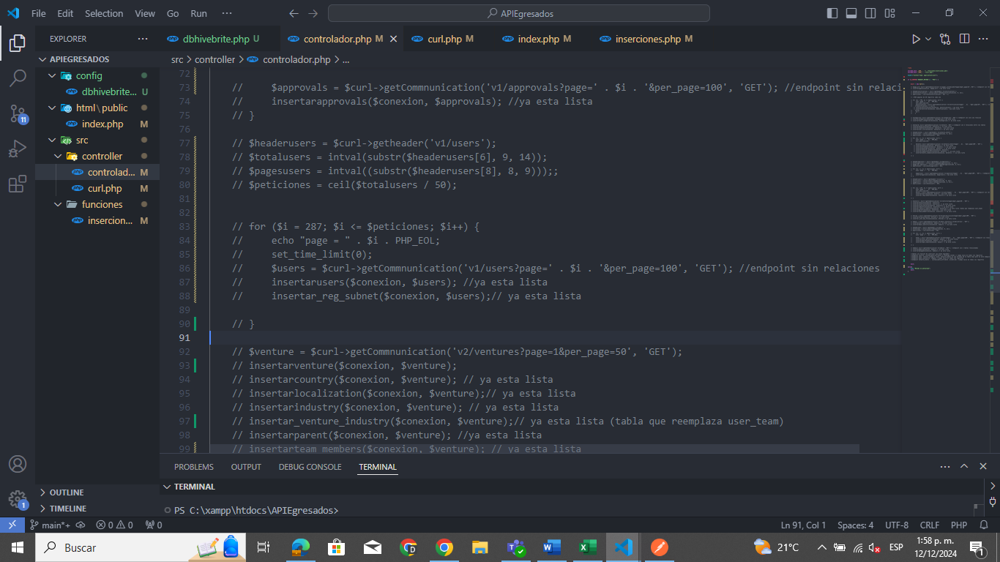 File Edit Selection View Go Run ··· APIEgresados
EXPLORER ···
dbhivebrite.php U controlador.php M curl.php M index.php M inserciones.php M
APIEGRESADOS
src > controller > controlador.php > ...
config
dbhivebrite... U
html\public
index.php M
src
controller
controlad... M
curl.php M
funciones
insercion... M
72
73 //     $approvals = $curl->getCommnunication('v1/approvals?page=' . $i . '&per_page=100', 'GET'); //endpoint sin relaci
74 //     insertarapprovals($conexion, $approvals); //ya esta lista
75 // }
76
77 // $headerusers = $curl->getheader('v1/users');
78 // $totalusers = intval(substr($headerusers[6], 9, 14));
79 // $pagesusers = intval((substr($headerusers[8], 8, 9)));;
80 // $peticiones = ceil($totalusers / 50);
81
82
83 // for ($i = 287; $i <= $peticiones; $i++) {
84 //     echo "page = " . $i . PHP_EOL;
85 //     set_time_limit(0);
86 //     $users = $curl->getCommnunication('v1/users?page=' . $i . '&per_page=100', 'GET'); //endpoint sin relaciones
87 //     insertarusers($conexion, $users); //ya esta lista
88 //     insertar_reg_subnet($conexion, $users);// ya esta lista
89
90 // }
91
92 // $venture = $curl->getCommnunication('v2/ventures?page=1&per_page=50', 'GET');
93 // insertarventure($conexion, $venture);
94 // insertarcountry($conexion, $venture); // ya esta lista
95 // insertarlocalization($conexion, $venture);// ya esta lista
96 // insertarindustry($conexion, $venture); // ya esta lista
97 // insertar_venture_industry($conexion, $venture);// ya esta lista (tabla que reemplaza user_team)
98 // insertarparent($conexion, $venture); //ya esta lista
99 // insertarteam_members($conexion, $venture); // ya esta lista
11
1
PROBLEMS OUTPUT DEBUG CONSOLE TERMINAL ···
TERMINAL
PS C:\xampp\htdocs\APIEgresados>
OUTLINE
TIMELINE
main*+ 0 0 0 Ln 91, Col 1 Spaces: 4 UTF-8 CRLF PHP
Buscar
21°C ESP
1:58 p. m.
12/12/2024
1